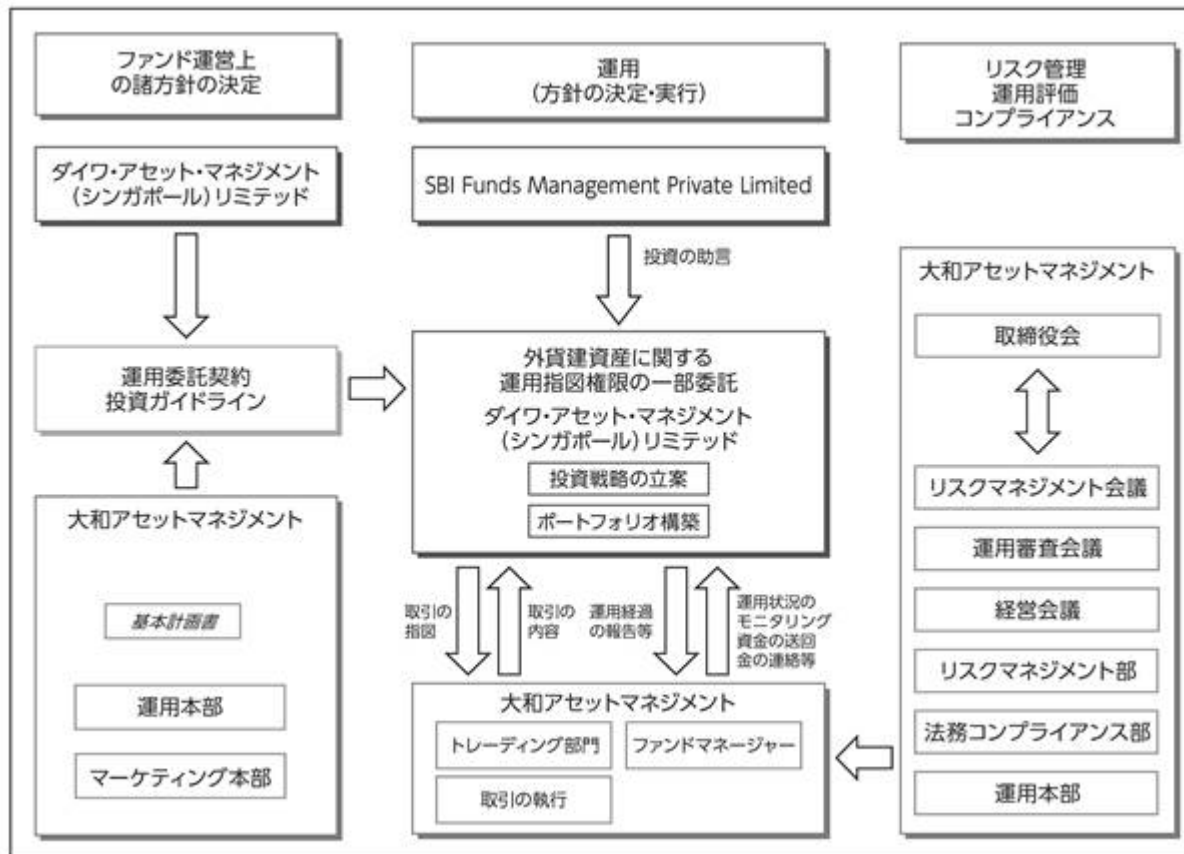 ファンド運営上
の諸方針の決定
ダイワ・アセット・マネジメント
(シンガポール)リミテッド
運用委託契約
投資ガイドライン
大和アセットマネジメント
基本計画書
運用本部
マーケティング本部
運用
(方針の決定・実行)
SBI Funds Management Private Limited
投資の助言
外貨建資産に関する
運用指図権限の一部委託
ダイワ・アセット・マネジメント
(シンガポール)リミテッド
投資戦略の立案
ポートフォリオ構築
取引の
指図
取引の
内容
運用経過
の報告等
運用状況の
モニタリング
資金の送回
金の連絡等
大和アセットマネジメント
トレーディング部門
ファンドマネージャー
取引の執行
リスク管理
運用評価
コンプライアンス
大和アセットマネジメント
取締役会
リスクマネジメント会議
運用審査会議
経営会議
リスクマネジメント部
法務コンプライアンス部
運用本部